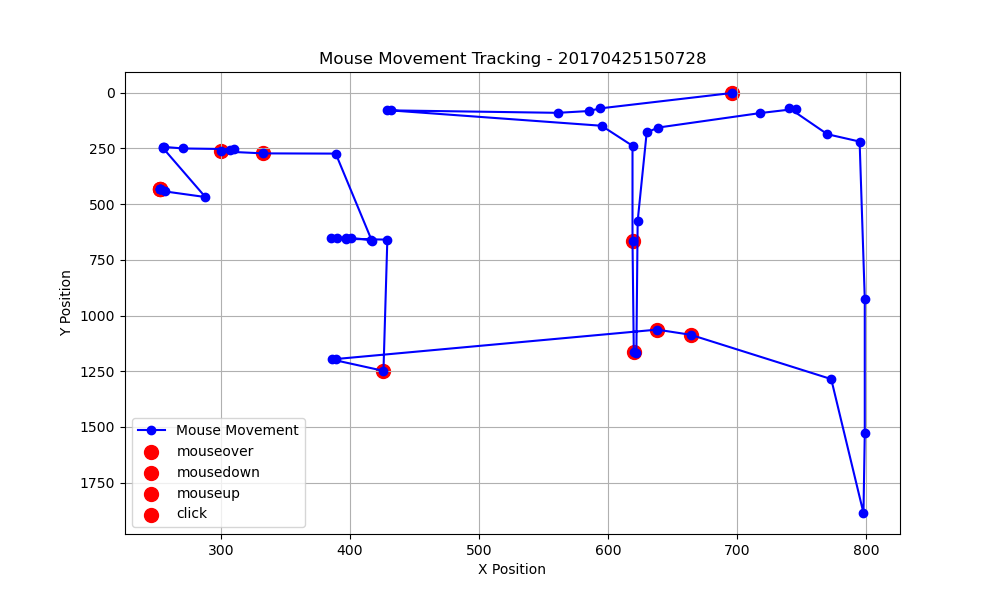 Mouse Movement Tracking - 20170425150728
0
250
500
750
1000
1250
1500
1750
Y Position
Mouse Movement
mouseover
mousedown
mouseup
click
300 400 500 600 700 800
X Position